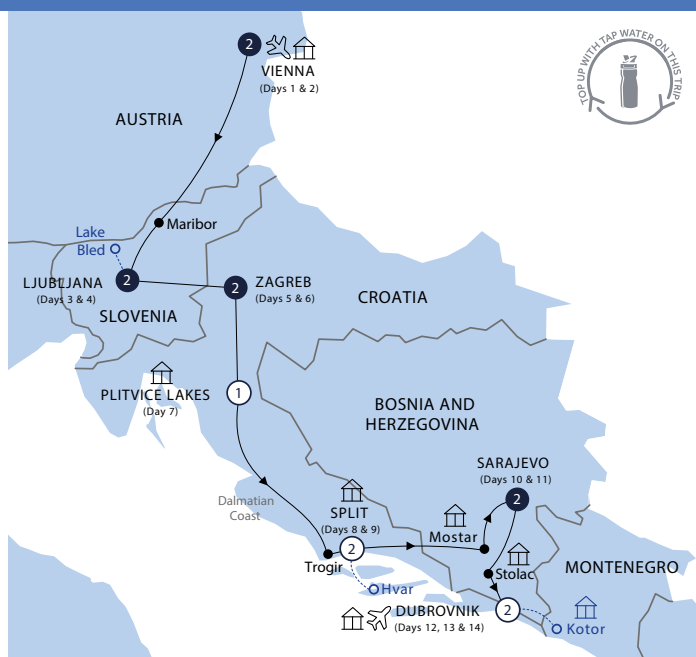 TOP UP WITH TAP WATER ON THIS TRIP
2
VIENNA
(Days 1 & 2)
AUSTRIA
Maribor
Lake
Bled
LJUBLJANA
(Days 3 & 4)
2
SLOVENIA
2
ZAGREB
(Days 5 & 6)
CROATIA
PLITVICE LAKES
(Day 7)
1
BOSNIA AND
HERZEGOVINA
SARAJEVO
(Days 10 & 11)
2
Dalmatian
Coast
SPLIT
(Days 8 & 9)
2
Trogir
Mostar
Stolac
MONTENEGRO
Hvar
DUBROVNIK
(Days 12, 13 & 14)
2
Kotor